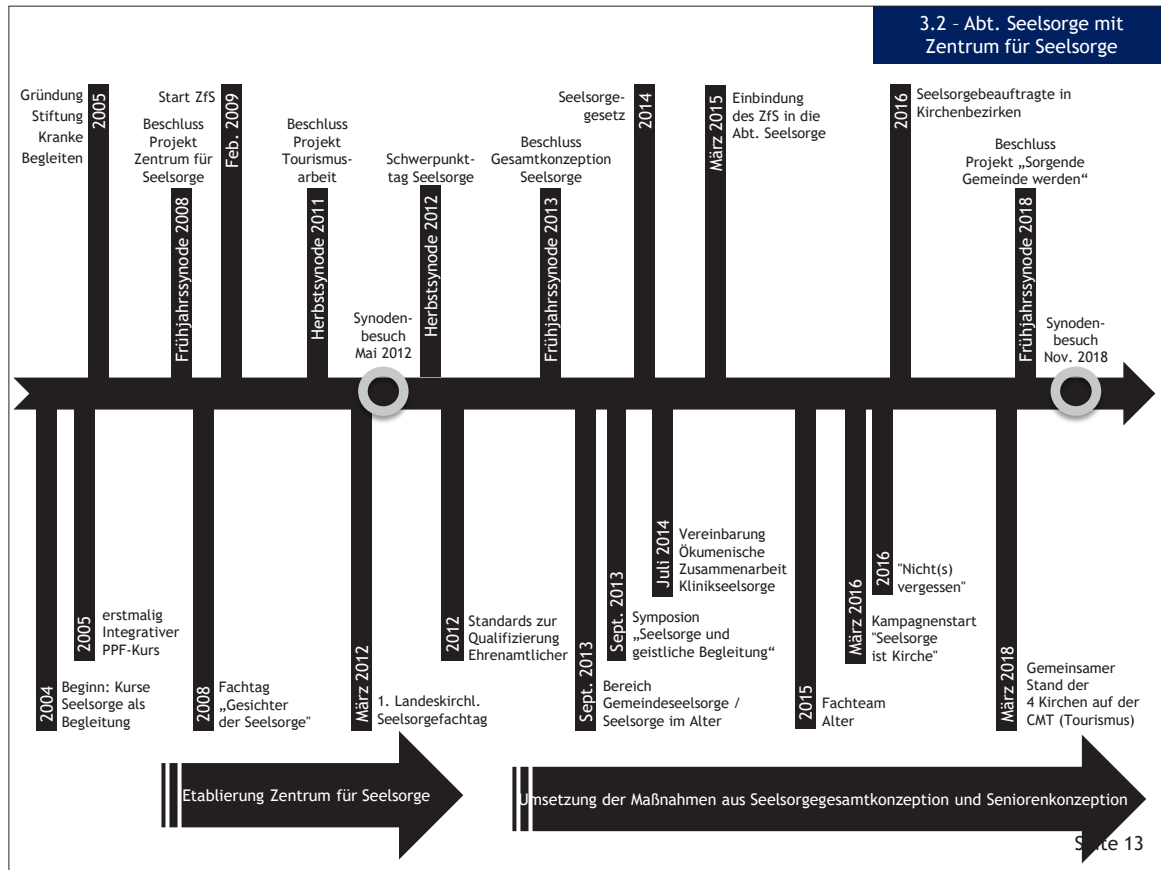 3.2 – Abt. Seelsorge mit
Zentrum für Seelsorge
Gründung
Stiftung
Kranke
Begleiten
2005
Start ZfS
Feb. 2009
Beschluss
Projekt
Zentrum für
Seelsorge
Frühjahrssynode 2008
Beschluss
Projekt
Tourismus-
arbeit
Herbstsynode 2011
Synoden-
besuch
Mai 2012
Schwerpunkt-
tag Seelsorge
Herbstsynode 2012
Beschluss
Gesamtkonzeption
Seelsorge
Frühjahrssynode 2013
Seelsorge-
gesetz
2014
März 2015
Einbindung
des ZfS in die
Abt. Seelsorge
2016
Seelsorgebeauftragte in
Kirchenbezirken
Beschluss
Projekt „Sorgende
Gemeinde werden“
Frühjahrssynode 2018
Synoden-
besuch
Nov. 2018
2004
Beginn: Kurse
Seelsorge als
Begleitung
2005
erstmalig
Integrativer
PPF-Kurs
2008
Fachtag
„Gesichter
der Seelsorge"
März 2012
1. Landeskirchl.
Seelsorgefachtag
2012
Standards zur
Qualifizierung
Ehrenamtlicher
Sept. 2013
Bereich
Gemeindeseelsorge /
Seelsorge im Alter
Sept. 2013
Symposion
„Seelsorge und
geistliche Begleitung“
Juli 2014
Vereinbarung
Ökumenische
Zusammenarbeit
Klinikseelsorge
2015
Fachteam
Alter
März 2016
Kampagnenstart
"Seelsorge
ist Kirche"
2016
"Nicht(s)
vergessen"
März 2018
Gemeinsamer
Stand der
4 Kirchen auf der
CMT (Tourismus)
Etablierung Zentrum für Seelsorge
Umsetzung der Maßnahmen aus Seelsorgegesamtkonzeption und Seniorenkonzeption
Seite 13